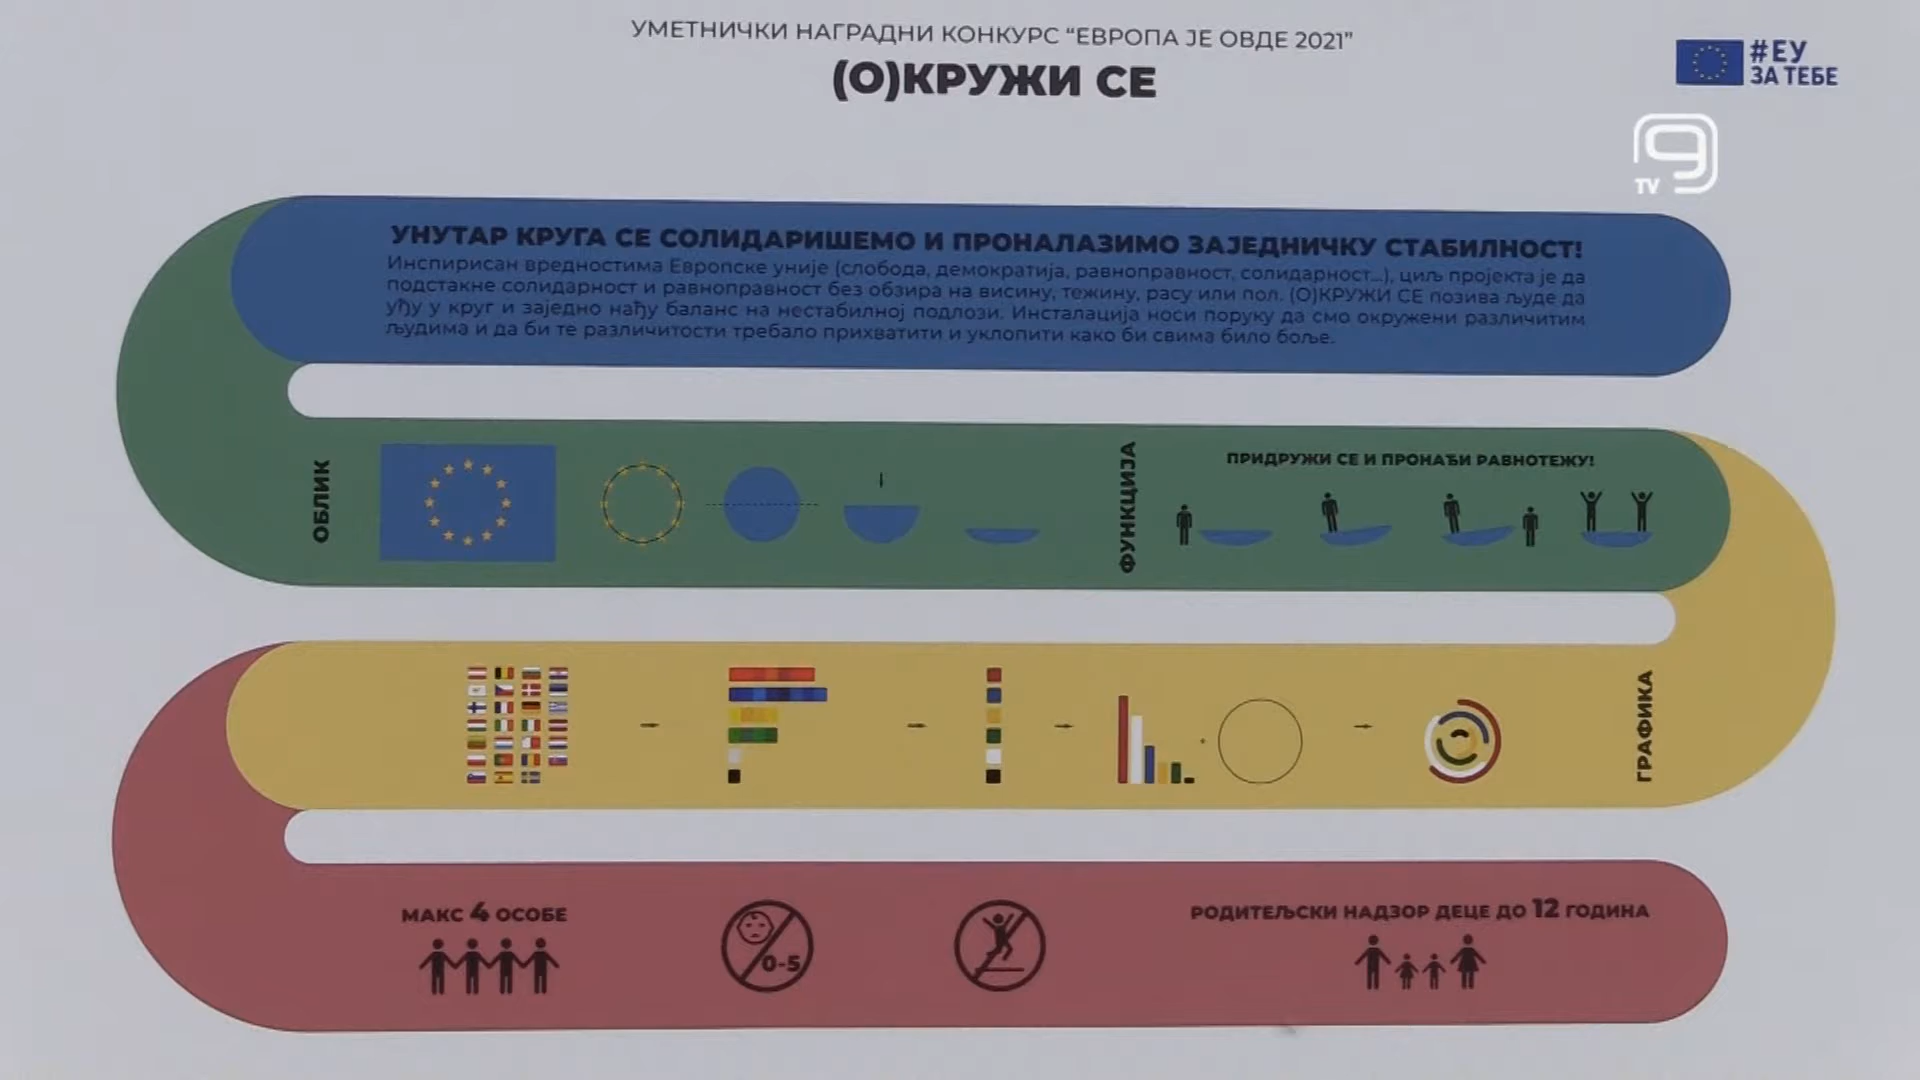 УМЕТНИЧКИ НАГРАДНИ КОНКУРС “ЕВРОПА ЈЕ ОВДЕ 2021”
(О)КРУЖИ СЕ
#ЕУ
ЗА ТЕБЕ
TV 9
УНУТАР КРУГА СЕ СОЛИДАРИШЕМО И ПРОНАЛАЗИМО ЗАЈЕДНИЧКУ СТАБИЛНОСТ!
Инспирисан вредностима Европске уније (слобода, демократија, равноправност, солидарност...), циљ пројекта је да
подстакне солидарност и равноправност без обзира на висину, тежину, расу или пол. (О)КРУЖИ СЕ позива људе да
уђу у круг и заједно нађу баланс на нестабилној подлози. Инсталација носи поруку да смо окружени различитим
људима и да би те различитости требало прихватити и уклопити како би свима било боље.
ОБЛИК
ФУНКЦИЈА
ПРИДРУЖИ СЕ И ПРОНАЂИ РАВНОТЕЖУ!
ГРАФИКА
МАКС 4 ОСОБЕ
0-5
РОДИТЕЉСКИ НАДЗОР ДЕЦЕ ДО 12 ГОДИНА